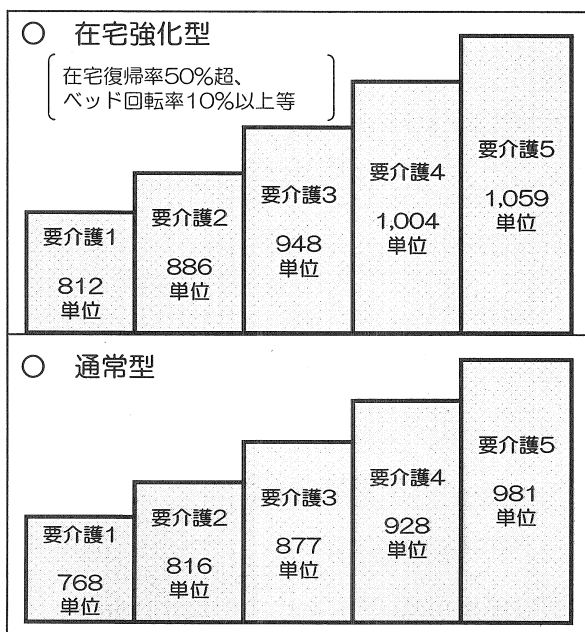 ○ 在宅強化型
在宅復帰率50%超、
ベッド回転率10%以上等
要介護1
812
単位
要介護2
886
単位
要介護3
948
単位
要介護4
1,004
単位
要介護5
1,059
単位
○ 通常型
要介護1
768
単位
要介護2
816
単位
要介護3
877
単位
要介護4
928
単位
要介護5
981
単位